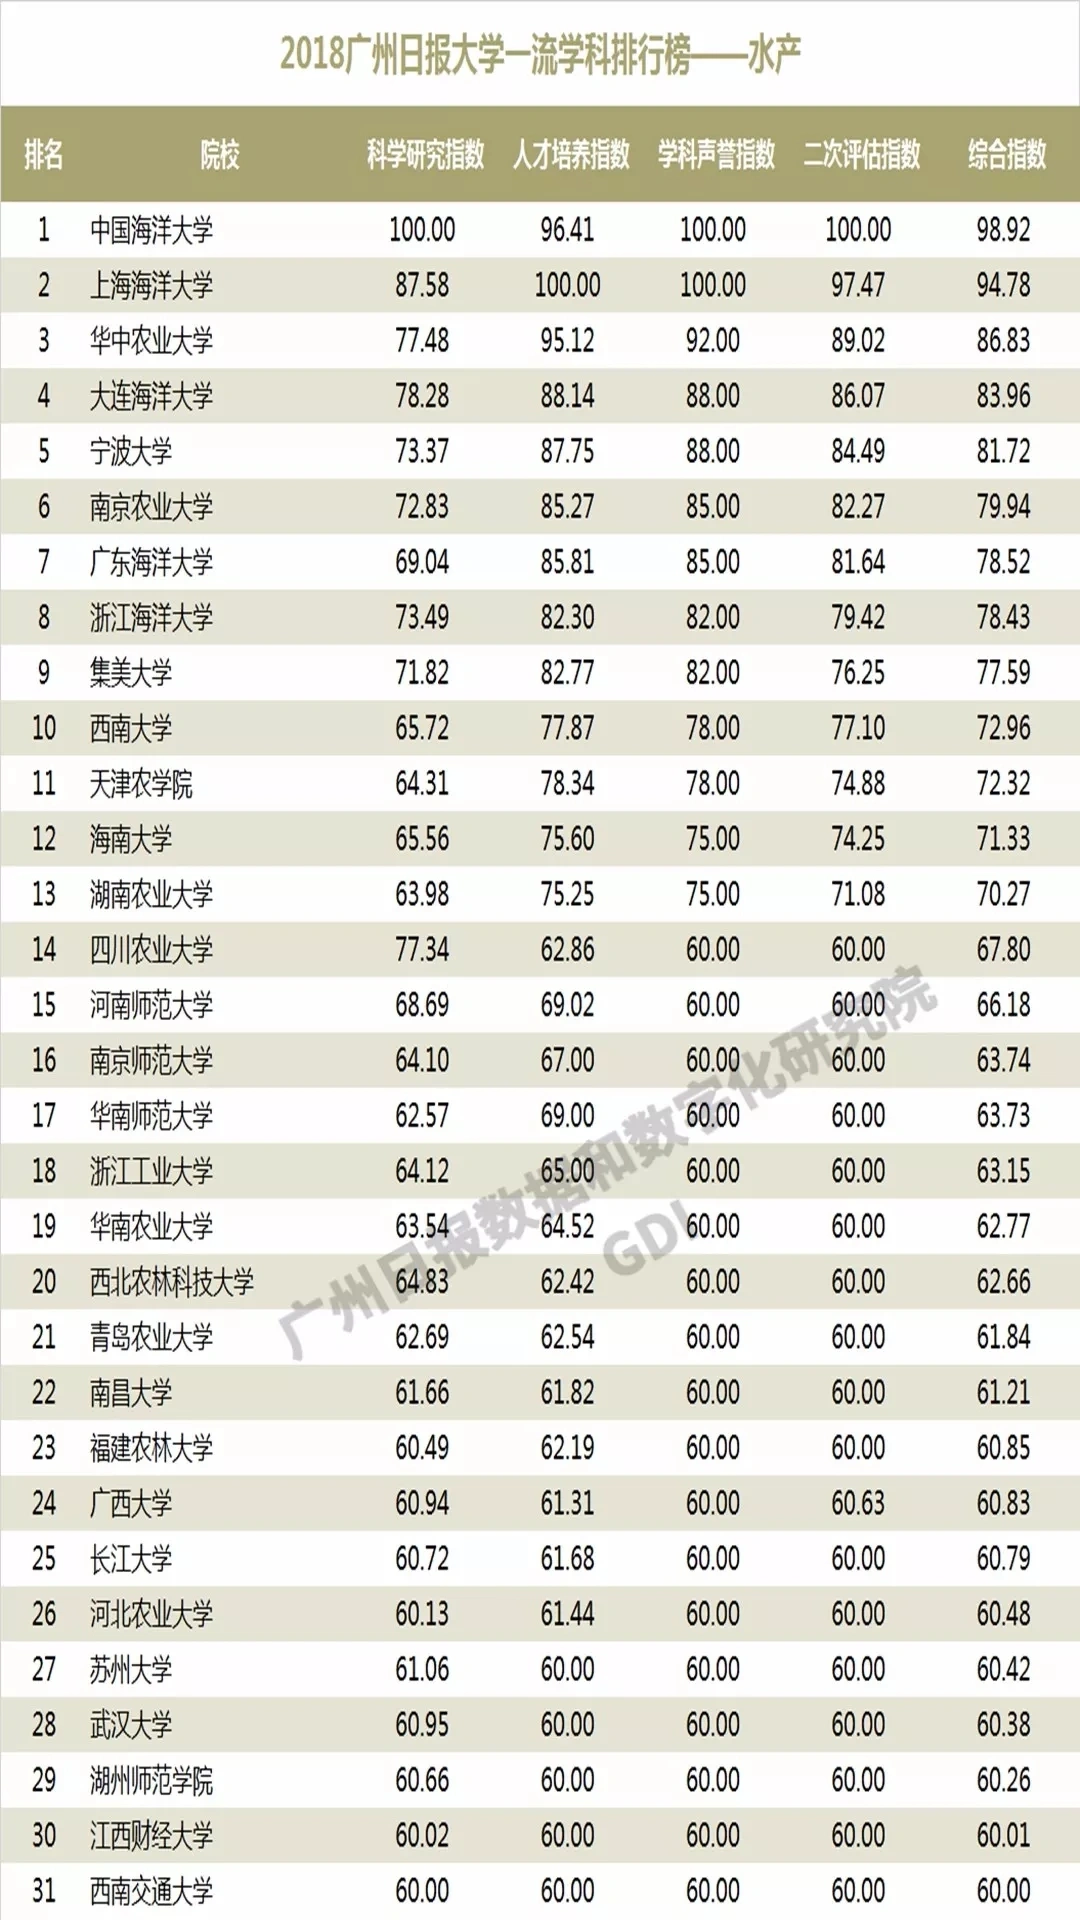 2018广州日报大学一流学科排行榜——水产
排名 院校 科学研究指数 人才培养指数 学科声誉指数 二次评估指数 综合指数
1 中国海洋大学 100.00 96.41 100.00 100.00 98.92
2 上海海洋大学 87.58 100.00 100.00 97.47 94.78
3 华中农业大学 77.48 95.12 92.00 89.02 86.83
4 大连海洋大学 78.28 88.14 88.00 86.07 83.96
5 宁波大学 73.37 87.75 88.00 84.49 81.72
6 南京农业大学 72.83 85.27 85.00 82.27 79.94
7 广东海洋大学 69.04 85.81 85.00 81.64 78.52
8 浙江海洋大学 73.49 82.30 82.00 79.42 78.43
9 集美大学 71.82 82.77 82.00 76.25 77.59
10 西南大学 65.72 77.87 78.00 77.10 72.96
11 天津农学院 64.31 78.34 78.00 74.88 72.32
12 海南大学 65.56 75.60 75.00 74.25 71.33
13 湖南农业大学 63.98 75.25 75.00 71.08 70.27
14 四川农业大学 77.34 62.86 60.00 60.00 67.80
15 河南师范大学 68.69 69.02 60.00 60.00 66.18
16 南京师范大学 64.10 67.00 60.00 60.00 63.74
17 华南师范大学 62.57 69.00 60.00 60.00 63.73
18 浙江工业大学 64.12 65.00 60.00 60.00 63.15
19 华南农业大学 63.54 64.52 60.00 60.00 62.77
20 西北农林科技大学 64.83 62.42 60.00 60.00 62.66
21 青岛农业大学 62.69 62.54 60.00 60.00 61.84
22 南昌大学 61.66 61.82 60.00 60.00 61.21
23 福建农林大学 60.49 62.19 60.00 60.00 60.85
24 广西大学 60.94 61.31 60.00 60.63 60.83
25 长江大学 60.72 61.68 60.00 60.00 60.79
26 河北农业大学 60.13 61.44 60.00 60.00 60.48
27 苏州大学 61.06 60.00 60.00 60.00 60.42
28 武汉大学 60.95 60.00 60.00 60.00 60.38
29 湖州师范学院 60.66 60.00 60.00 60.00 60.26
30 江西财经大学 60.02 60.00 60.00 60.00 60.01
31 西南交通大学 60.00 60.00 60.00 60.00 60.00
广州日报数据和数字化研究院
GDI